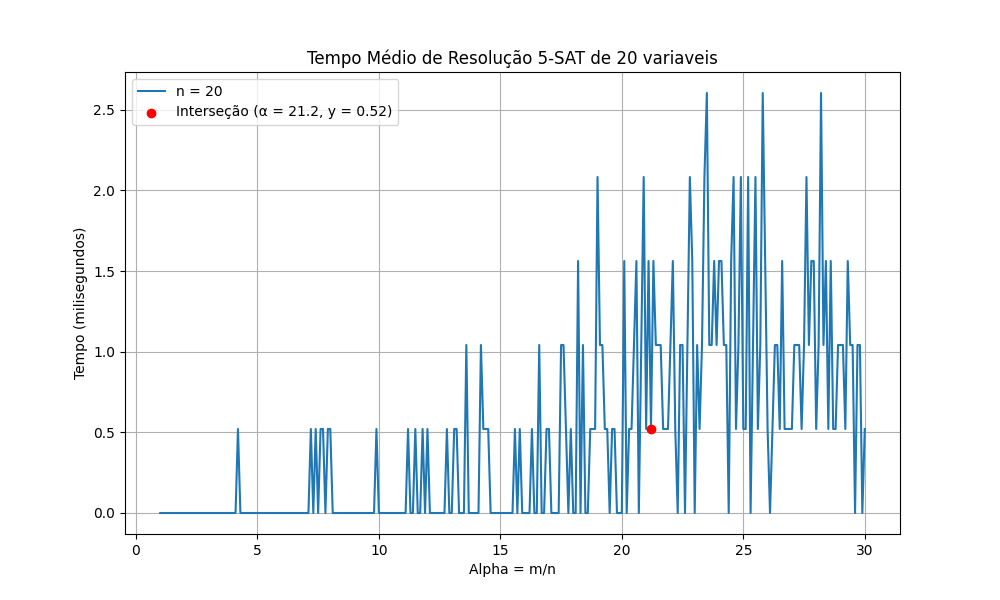 Tempo Médio de Resolução 5-SAT de 20 variaveis
n = 20
Interseção (α = 21.2, y = 0.52)
2.5
2.0
1.5
1.0
0.5
0.0
Tempo (milisegundos)
0 5 10 15 20 25 30
Alpha = m/n